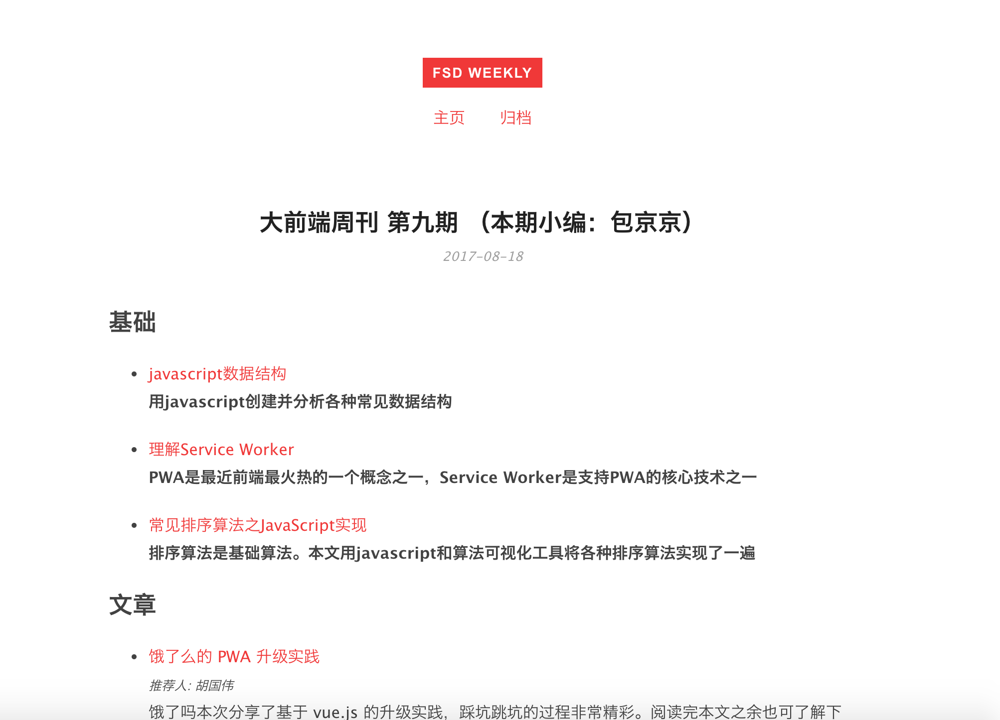 FSD WEEKLY
主页 归档
大前端周刊 第九期 （本期小编：包京京）
2017-08-18
基础
javascript数据结构
用javascript创建并分析各种常见数据结构
理解Service Worker
PWA是最近前端最火热的一个概念之一，Service Worker是支持PWA的核心技术之一
常见排序算法之JavaScript实现
排序算法是基础算法。本文用javascript和算法可视化工具将各种排序算法实现了一遍
文章
饿了么的 PWA 升级实践
推荐人: 胡国伟
饿了吗本次分享了基于 vue.js 的升级实践，踩坑跳坑的过程非常精彩。阅读完本文之余也可了解下